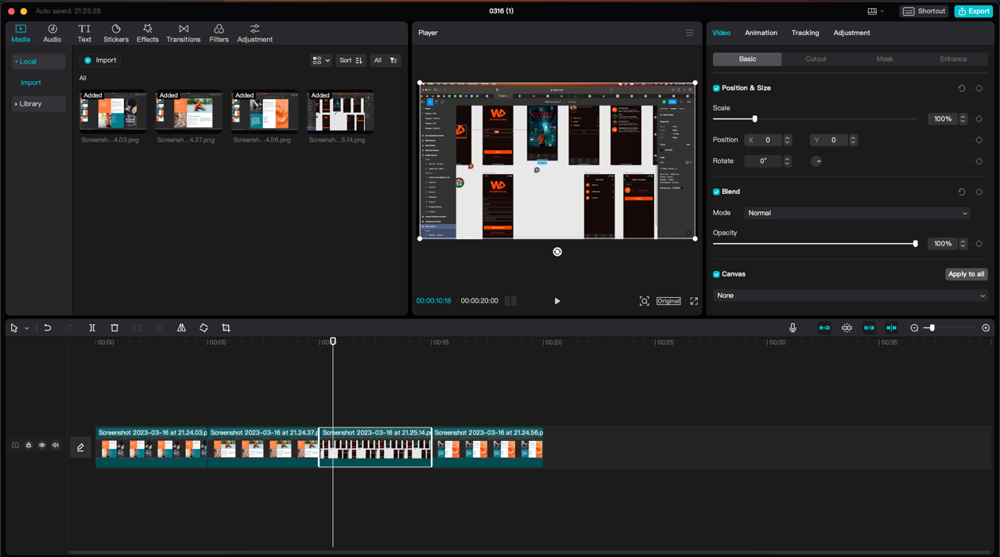 Auto saved: 21:25:28
0316 (1)
Shortcut
Export
Media
Audio
Text
Stickers
Effects
Transitions
Filters
Adjustment
Local
Import
Library
Import
Sort
All
All
Added
Added
Added
Added
Screensh...4.03.png
Screensh...4.37.png
Screensh...4.56.png
Screensh...5.14.png
Player
00:00:10:18
00:00:20:00
Original
Video
Animation
Tracking
Adjustment
Basic
Cutout
Mask
Enhance
Position & Size
Scale
100%
Position
X 0
Y 0
Rotate
0°
Blend
Mode
Normal
Opacity
100%
Canvas
Apply to all
None
00:00
00:05
00:15
00:20
00:25
00:30
00:35
Screenshot 2023-03-16 at 21.24.03.p
Screenshot 2023-03-16 at 21.24.37.p
Screenshot 2023-03-16 at 21.25.14.p
Screenshot 2023-03-16 at 21.24.56.p